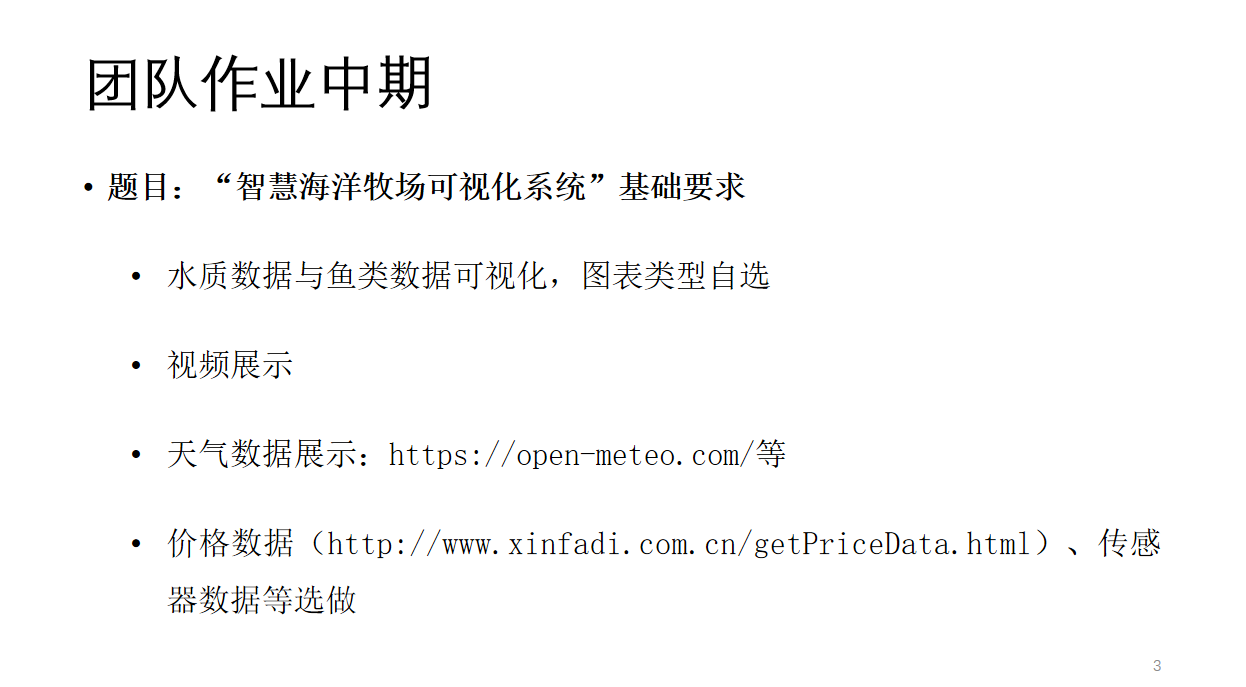 团队作业中期
• 题目：“智慧海洋牧场可视化系统”基础要求
• 水质数据与鱼类数据可视化，图表类型自选
• 视频展示
• 天气数据展示：https://open-meteo.com/等
• 价格数据（http://www.xinfadi.com.cn/getPriceData.html）、传感
器数据等选做
3